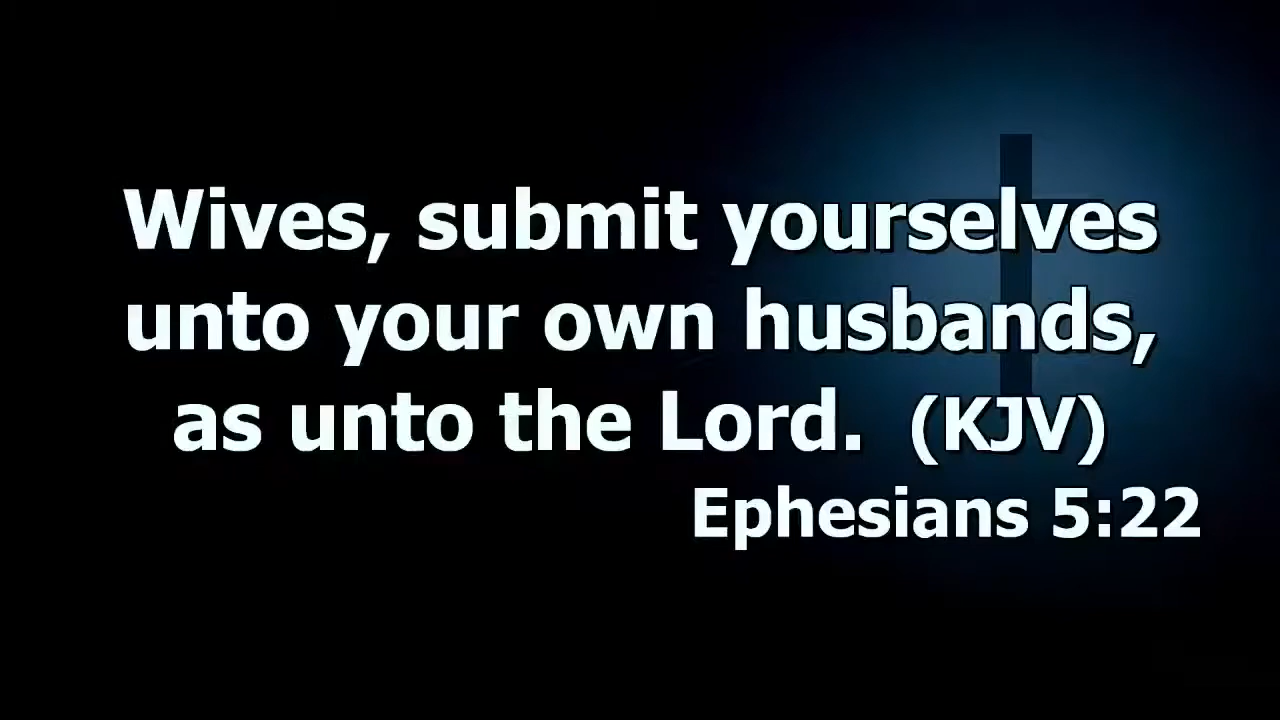 Wives, submit yourselves
unto your own husbands,
as unto the Lord. (KJV)
Ephesians 5:22